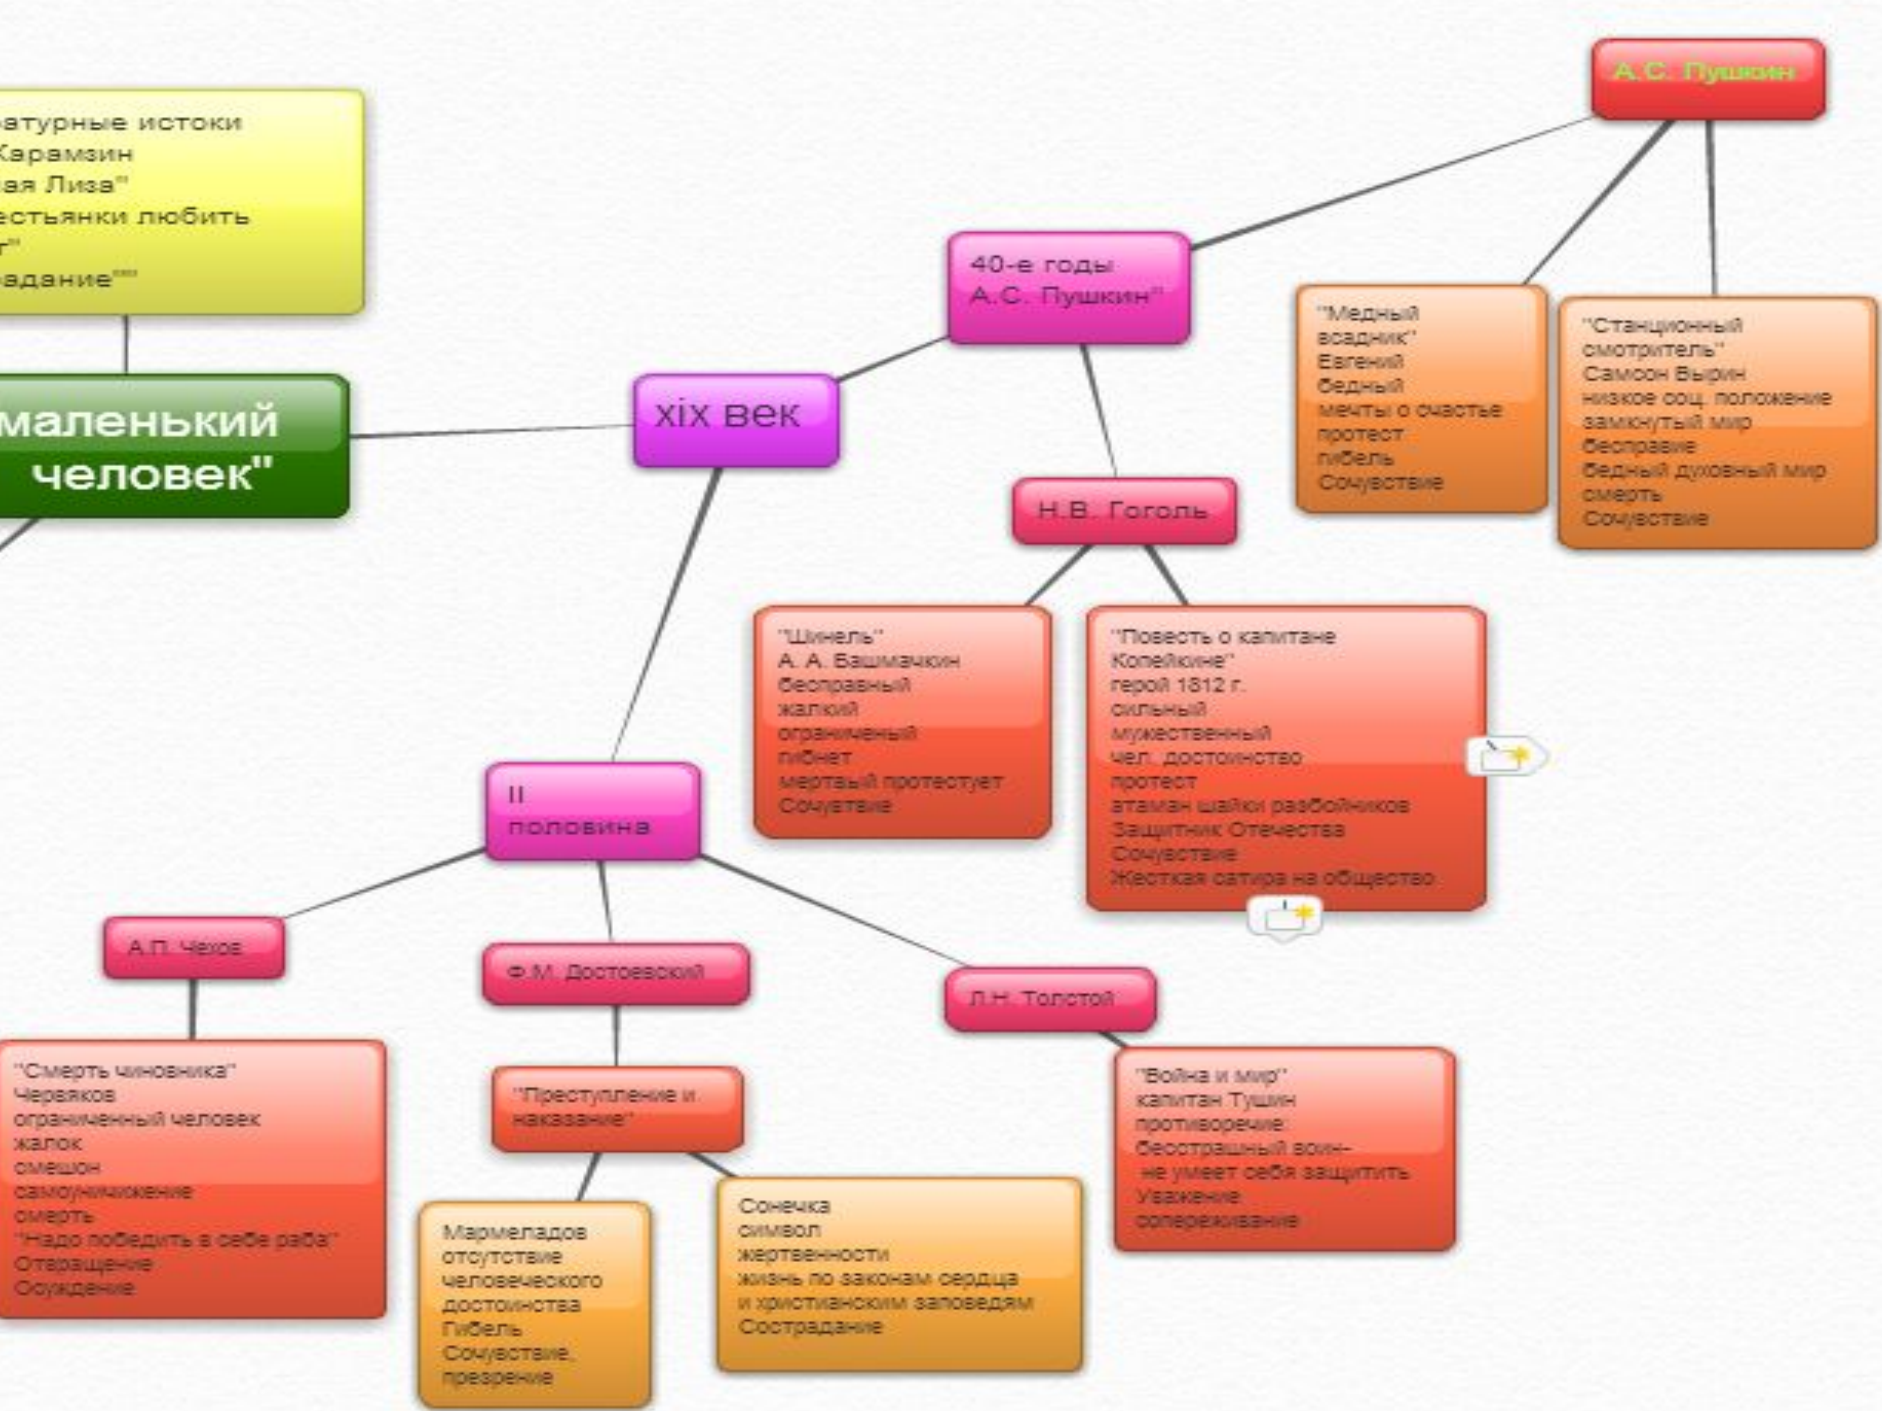 А.С. Пушкин
атурные истоки
Карамзин
ая Лиза"
естьянки любить
т"
адание""
маленький
человек"
xix век
40-е годы
А.С. Пушкин"
"Медный
всадник"
Евгений
бедный
мечты о счастье
протест
гибель
Сочувствие
"Станционный
смотритель"
Самсон Вырин
низкое соц. положение
замкнутый мир
бесправие
бедный духовный мир
смерть
Сочувствие
Н.В. Гоголь
"Шинель"
А. А. Башмачкин
бесправный
жалкий
ограниченый
гибнет
мертвый протестует
Сочувтвие
"Повесть о капитане
Копейкине"
герой 1812 г.
сильный
мужественный
чел. достоинство
протест
атаман шайки разбойников
Защитник Отечества
Сочувствие
Жесткая сатира на общество
II
половина
А.П. Чехов
Ф.М. Достоевский
Л.Н. Толстой
"Смерть чиновника"
Червяков
ограниченный человек
жалок
смешон
самоуничижение
смерть
"Надо победить в себе раба"
Отвращение
Осуждение
"Преступление и
наказание"
Мармеладов
отсутствие
человеческого
достоинства
Гибель
Сочувствие,
презрение
Сонечка
символ
жертвенности
жизнь по законам сердца
и христианским заповедям
Сострадание
"Война и мир"
капитан Тушин
противоречие:
бесстрашный воин-
не умеет себя защитить
Уважение
сопереживание